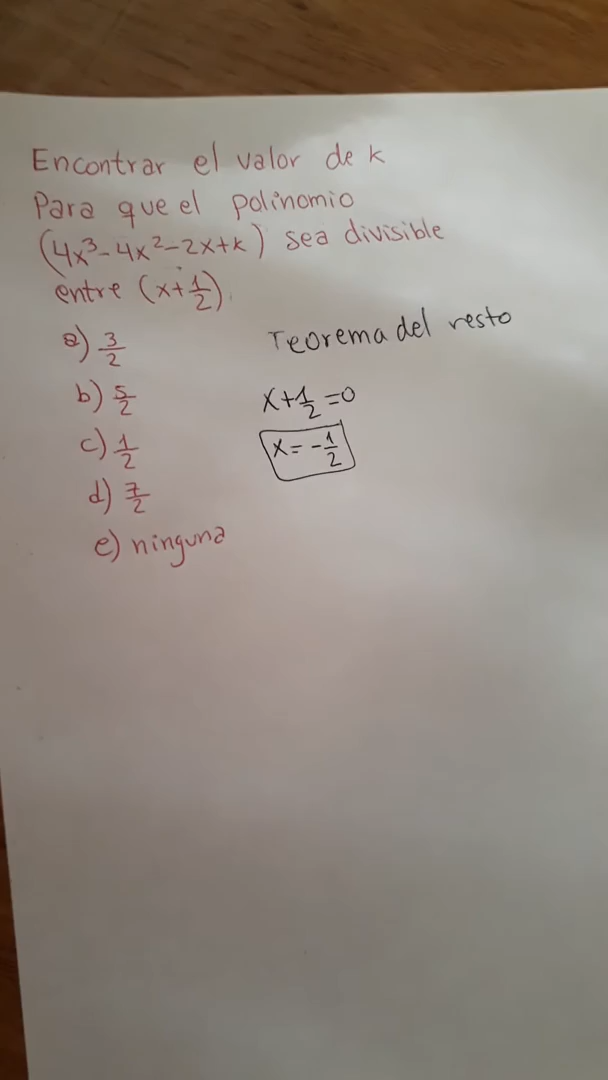 Encontrar el valor de k
Para que el polinomio
(4x³-4x²-2x+k) sea divisible
entre (x+1/2).
a) 3/2
b) 5/2
c) 1/2
d) 7/2
e) ninguna
Teorema del resto
x+1/2=0
x=-1/2